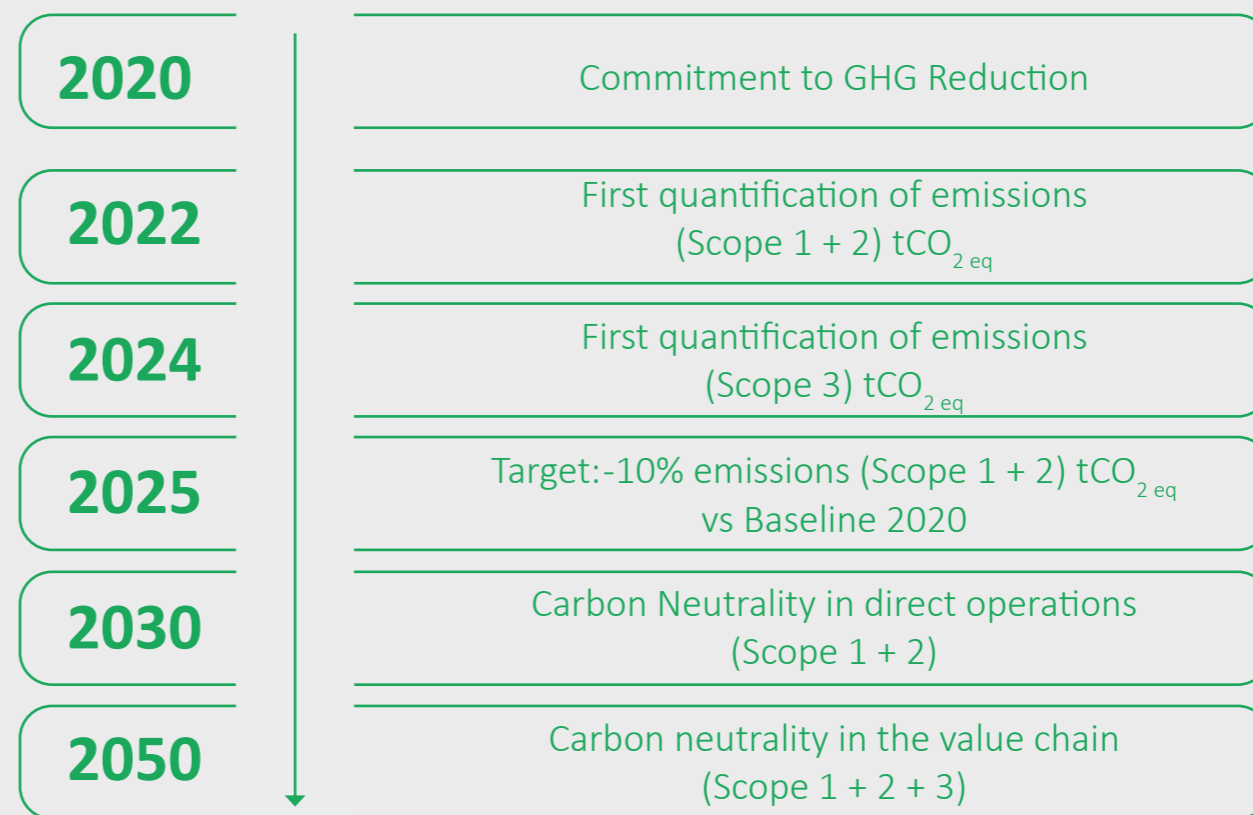 2020
Commitment to GHG Reduction
2022
First quantification of emissions
(Scope 1 + 2) tCO₂ eq
2024
First quantification of emissions
(Scope 3) tCO₂ eq
2025
Target:-10% emissions (Scope 1 + 2) tCO₂ eq
vs Baseline 2020
2030
Carbon Neutrality in direct operations
(Scope 1 + 2)
2050
Carbon neutrality in the value chain
(Scope 1 + 2 + 3)